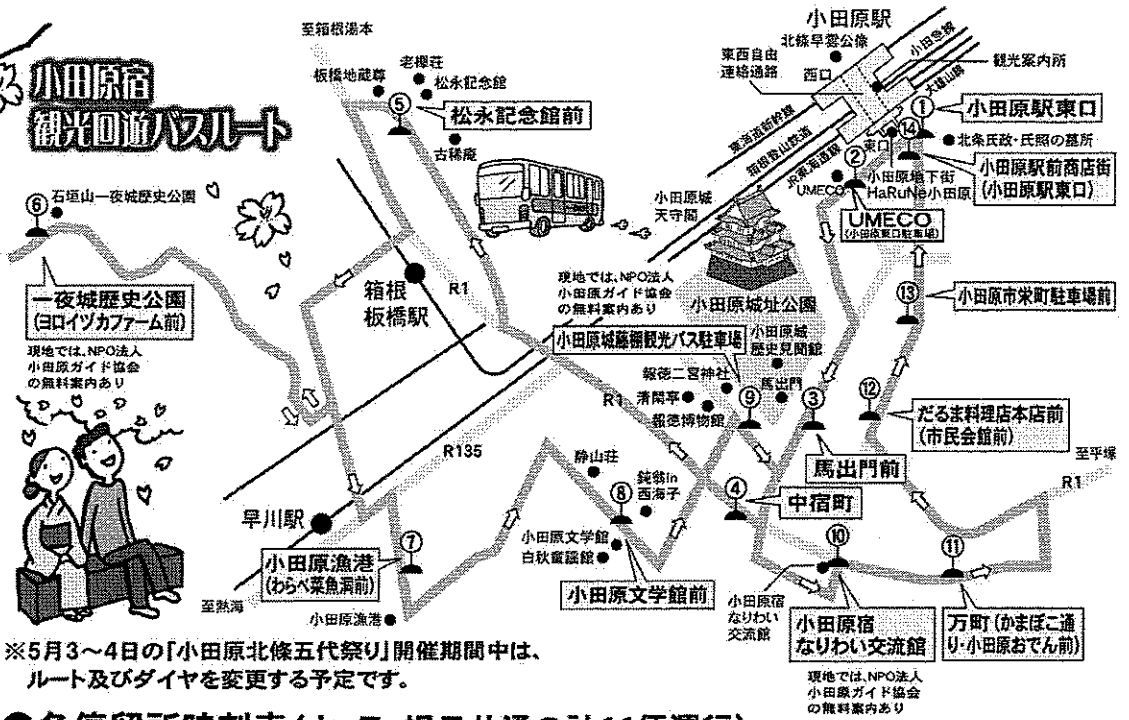 小田原宿
観光回遊バスルート
至箱根湯本
板橋地蔵尊
老欅荘
松永記念館
⑤
松永記念館前
古稀庵
小田原駅
北條早雲公像
東西自由
連絡通路
西口
小田急線
観光案内所
大雄山線
東海道新幹線
箱根登山鉄道
JR東海道線
東口
①
小田原駅東口
北条氏政・氏照の墓所
⑭
小田原駅前商店街
(小田原駅東口)
②
小田原地下街
HaRuNe小田原
UMECO
UMECO
(小田原東口駐車場)
⑥
石垣山一夜城歴史公園
一夜城歴史公園
(ヨロイヅカファーム前)
現地では、NPO法人
小田原ガイド協会
の無料案内あり
箱根
板橋駅
R1
小田原城
天守閣
現地では、NPO法人
小田原ガイド協会
の無料案内あり
小田原城址公園
⑬
小田原市栄町駐車場前
小田原城藤棚観光バス駐車場
小田原城
歴史見聞館
報徳二宮神社
清閑亭
報徳博物館
R1
⑨
馬出門
③
馬出門前
⑫
だるま料理店本店前
(市民会館前)
至平塚
R1
R135
静山荘
⑧
鈍翁in
西海子
④
中宿町
早川駅
小田原文学館
白秋童謡館
小田原文学館前
⑦
小田原漁港
(わらべ菜魚洞前)
至熱海
小田原漁港
⑩
小田原宿
なりわい
交流館
小田原宿
なりわい交流館
現地では、NPO法人
小田原ガイド協会
の無料案内あり
⑪
万町(かまぼこ通
り・小田原おでん前)
※5月3〜4日の「小田原北條五代祭り」開催期間中は、
ルート及びダイヤを変更する予定です。